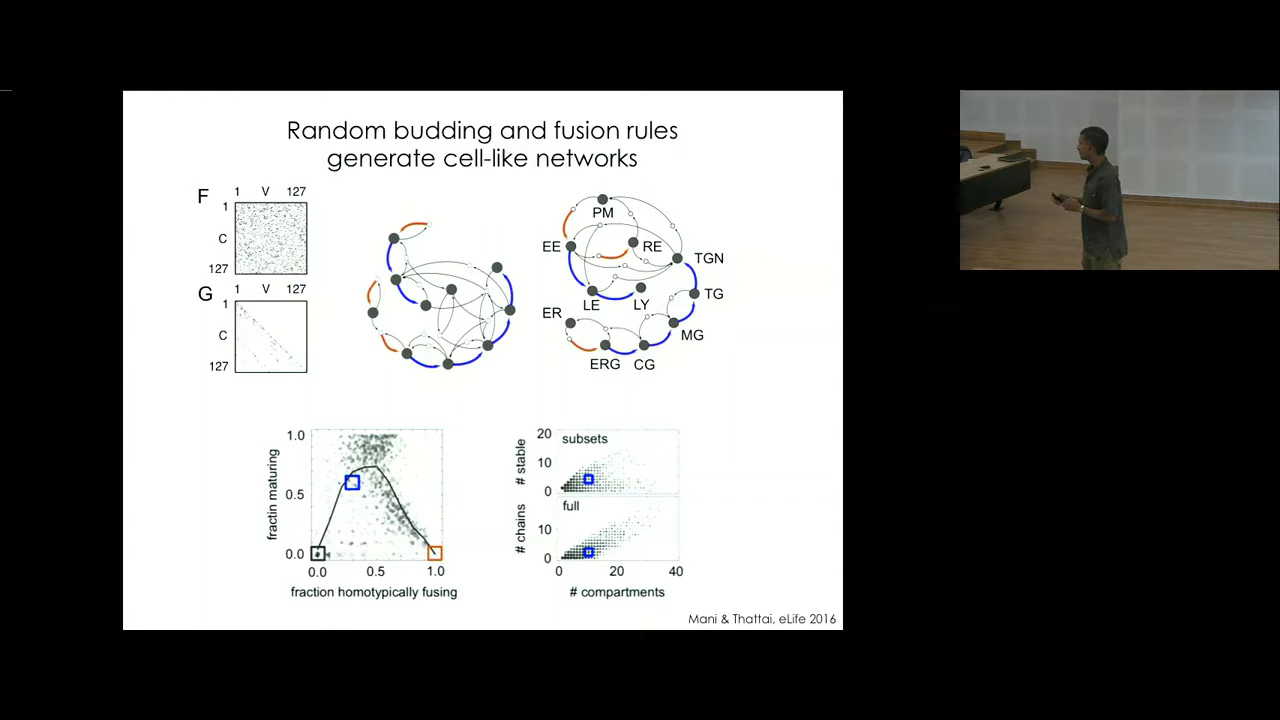 Random budding and fusion rules
generate cell-like networks
F
1 V 127
1
C
127
G
1 V 127
1
C
127
PM
EE
RE
TGN
LE
LY
TG
ER
MG
ERG
CG
fractin maturing
1.0
0.5
0.0
0.0 0.5 1.0
fraction homotypically fusing
# stable
20
10
0
subsets
# chains
10
0
full
0 20 40
# compartments
Mani & Thattai, eLife 2016